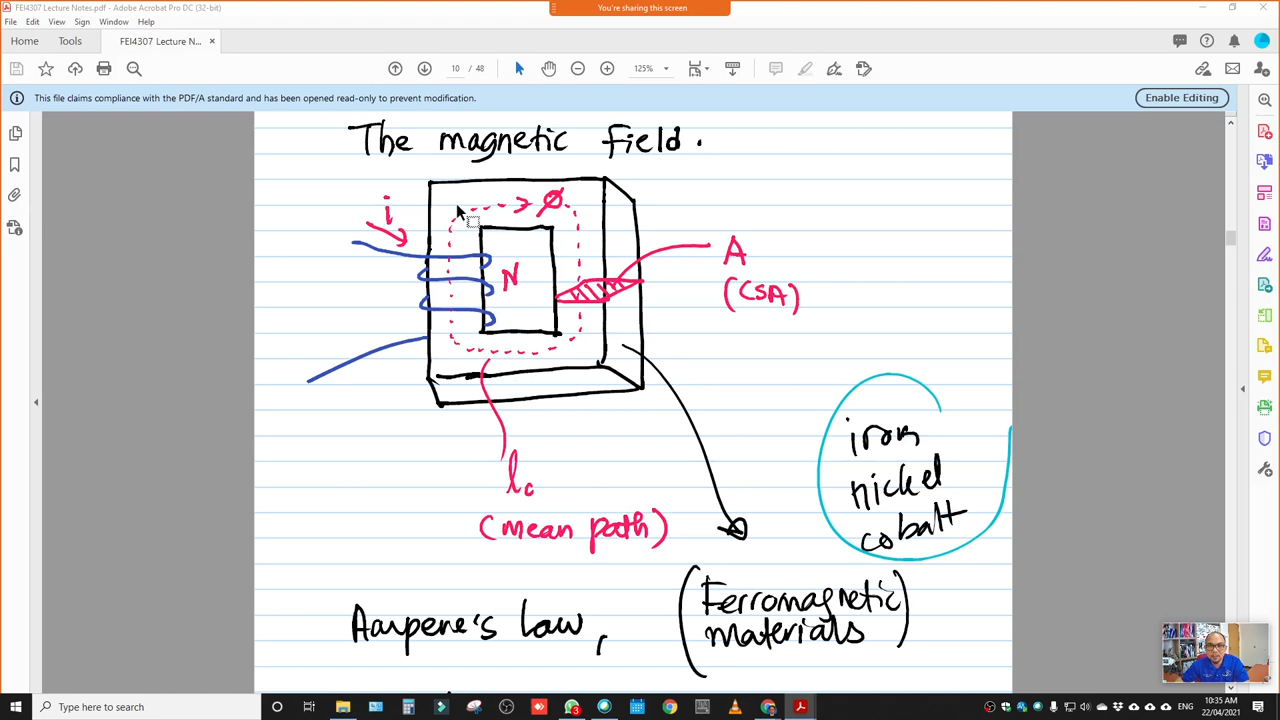 FEI4307 Lecture Notes.pdf - Adobe Acrobat Pro DC (32-bit)
You're sharing this screen
File Edit View Sign Window Help
Home Tools FEI4307 Lecture N... ×
10 / 48 125%
This file claims compliance with the PDF/A standard and has been opened read-only to prevent modification.
Enable Editing
The magnetic field.
i
Ø
N
A
(CSA)
lc
(mean path)
iron
nickel
cobalt
Ampere's law,
(Ferromagnetic
materials)
Type here to search
ENG
10:35 AM
22/04/2021